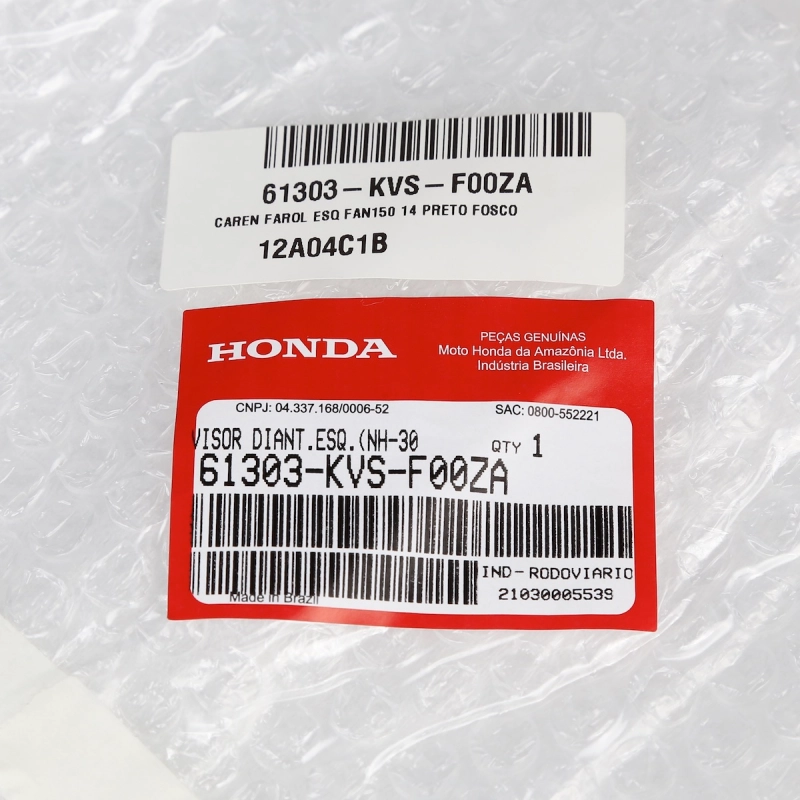 61303-KVS-F00ZA
CAREN FAROL ESQ FAN150 14 PRETO FOSCO
12A04C1B
HONDA
PEÇAS GENUÍNAS
Moto Honda da Amazônia Ltda.
Indústria Brasileira
CNPJ: 04.337.168/0006-52
SAC: 0800-552221
VISOR DIANT.ESQ.(NH-30
QTY 1
61303-KVS-F00ZA
IND-RODOVIARIO
21030005539
Made in Brazil